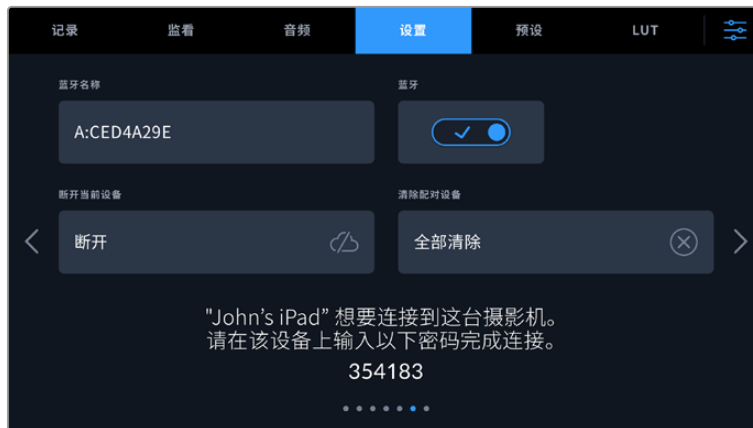 记录 监看 音频 设置 预设 LUT
蓝牙名称 蓝牙
A:CED4A29E
断开当前设备 清除配对设备
断开 全部清除
"John’s iPad” 想要连接到这台摄影机。
请在该设备上输入以下密码完成连接。
354183